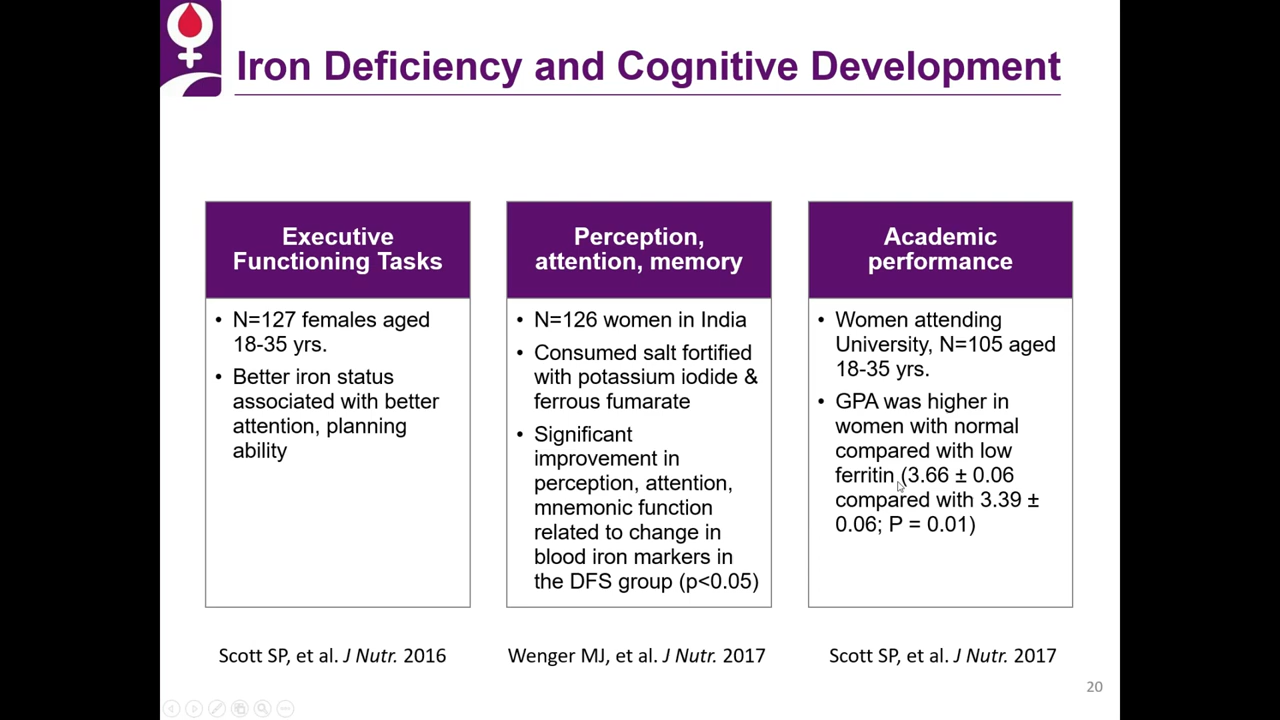 Iron Deficiency and Cognitive Development
Executive
Functioning Tasks
• N=127 females aged
18-35 yrs.
• Better iron status
associated with better
attention, planning
ability
Perception,
attention, memory
• N=126 women in India
• Consumed salt fortified
with potassium iodide &
ferrous fumarate
• Significant
improvement in
perception, attention,
mnemonic function
related to change in
blood iron markers in
the DFS group (p<0.05)
Academic
performance
• Women attending
University, N=105 aged
18-35 yrs.
• GPA was higher in
women with normal
compared with low
ferritin (3.66 ± 0.06
compared with 3.39 ±
0.06; P = 0.01)
Scott SP, et al. J Nutr. 2016
Wenger MJ, et al. J Nutr. 2017
Scott SP, et al. J Nutr. 2017
20